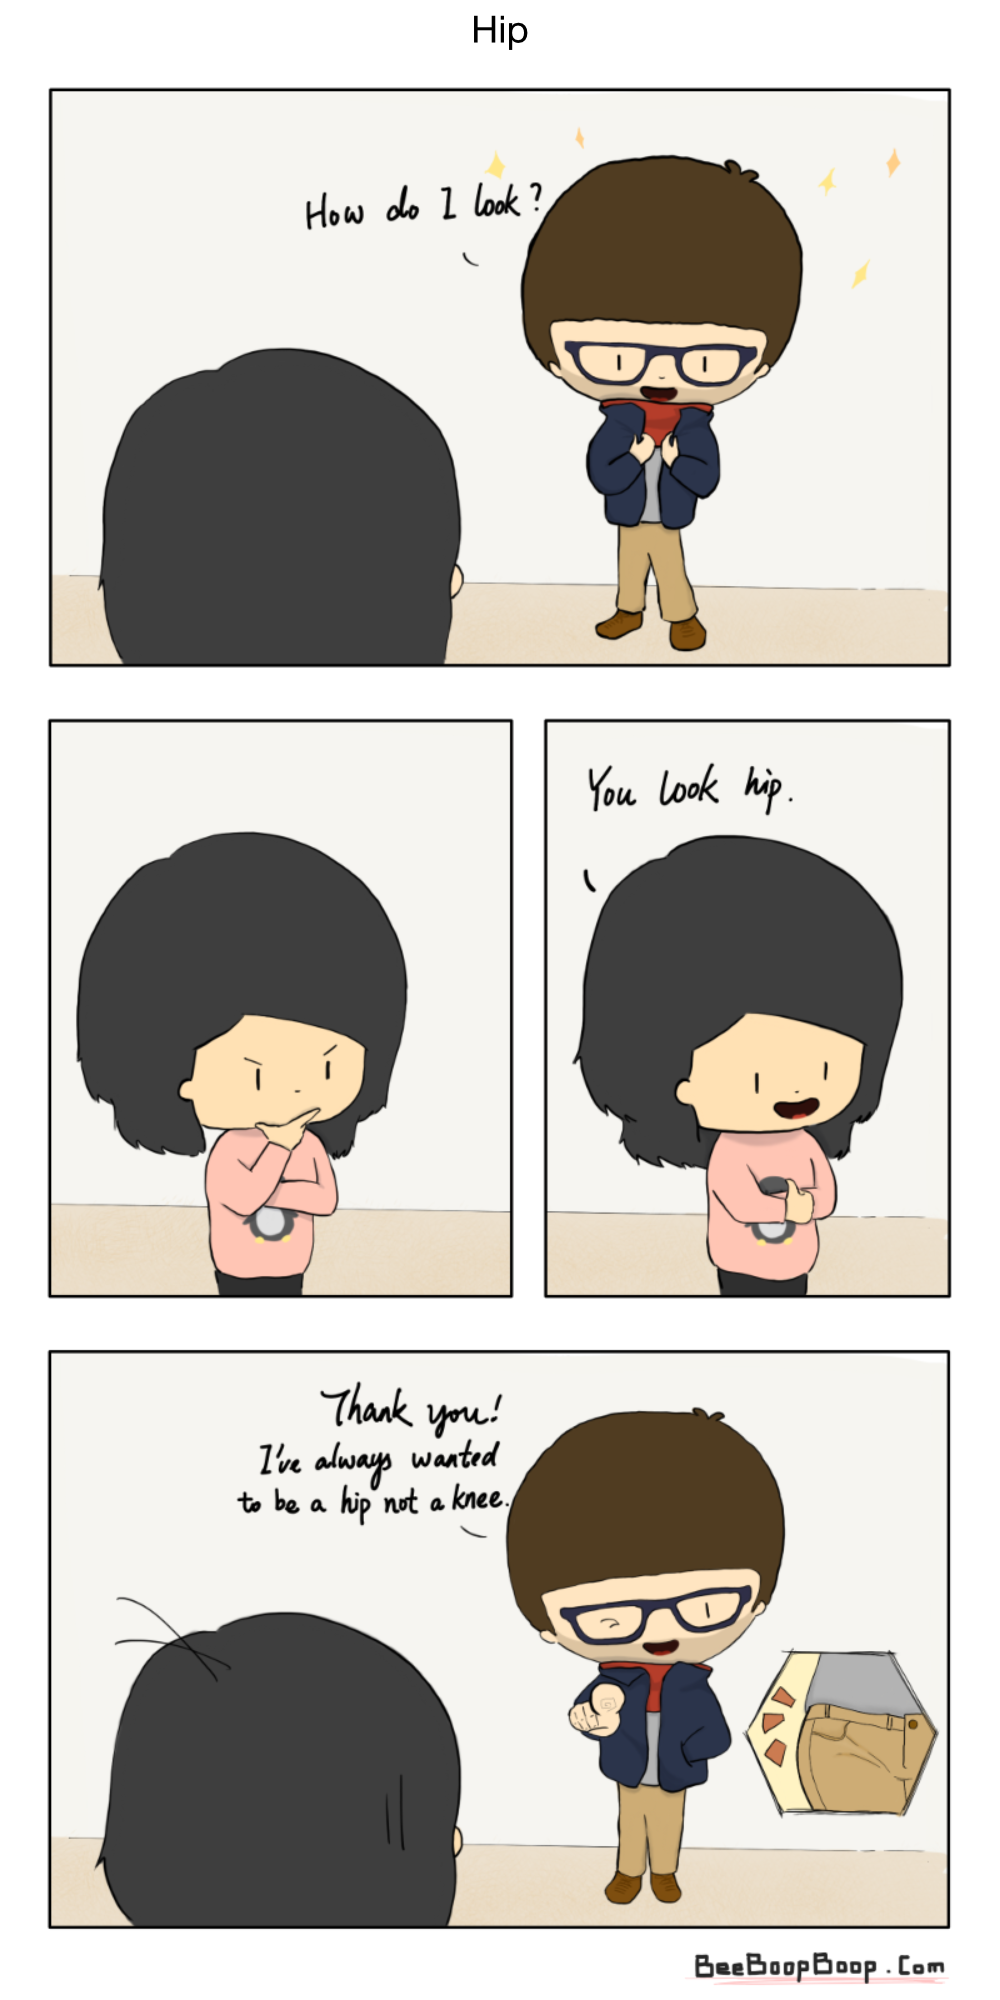 Hip
How do I look?
You look hip.
Thank you!
I've always wanted
to be a hip not a knee.
BeeBoopBoop.Com